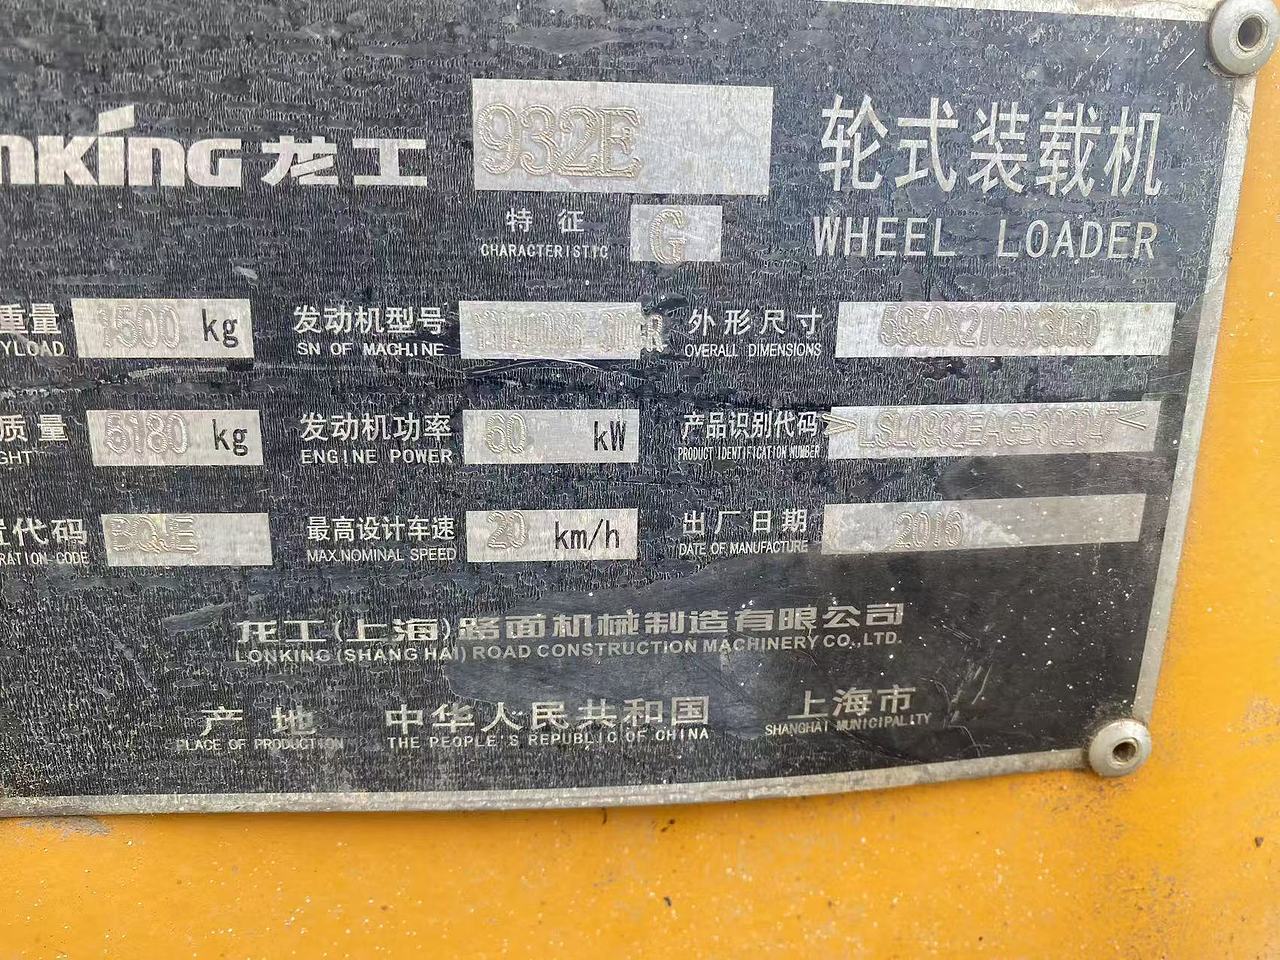 nKinG 龙工 932E 轮式装载机
特征 G
CHARACTERISTIC
WHEEL LOADER
重量 1500 kg 发动机型号 外形尺寸
YLOAD SN OF MACHINE OVERALL DIMENSIONS
质量 5180 kg 发动机功率 60 kW 产品识别代码
GHT ENGINE POWER PRODUCT IDENTIFICATION NUMBER
置代码 最高设计车速 20 km/h 出厂日期 2016
RATION-CODE MAX.NOMINAL SPEED DATE OF MANUFACTURE
龙工(上海)路面机械制造有限公司
LONKING (SHANG HAI) ROAD CONSTRUCTION MACHINERY CO.,LTD.
产地 中华人民共和国 上海市
PLACE OF PRODUCTION THE PEOPLE'S REPUBLIC OF CHINA SHANGHAI MUNICIPALITY